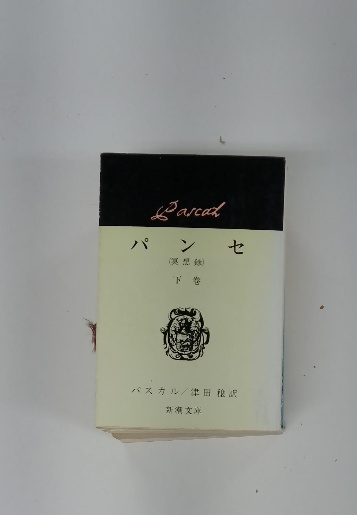 Pascal
パンセ
(冥想録)
下巻
パスカル/津田穣訳
新潮文庫